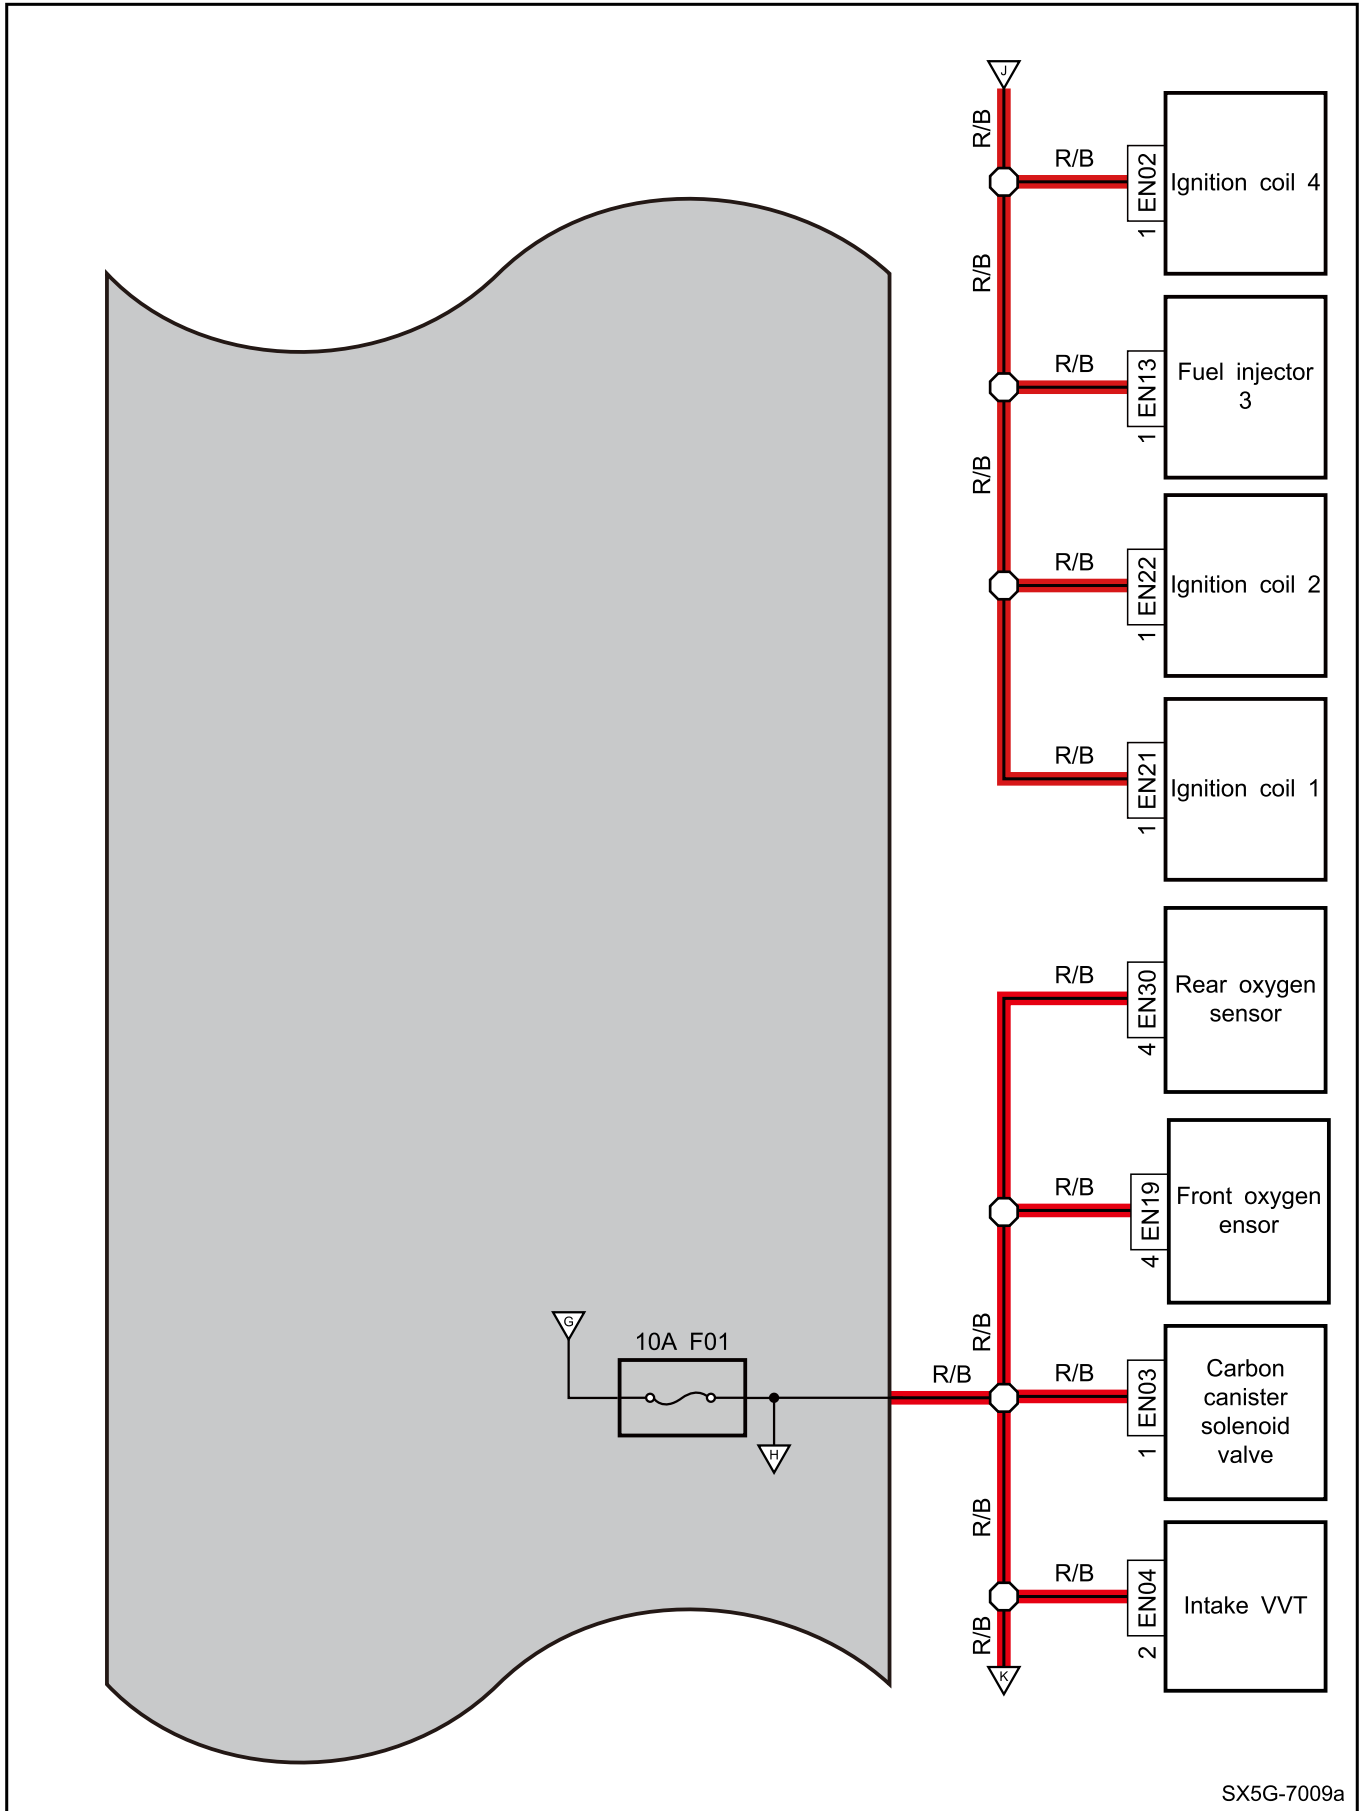 J
R/B
R/B
EN02
1
Ignition coil 4
R/B
R/B
EN13
1
Fuel injector
3
R/B
R/B
EN22
1
Ignition coil 2
R/B
EN21
1
Ignition coil 1
R/B
EN30
4
Rear oxygen
sensor
R/B
EN19
4
Front oxygen
ensor
G
10A F01
H
R/B
R/B
R/B
EN03
1
Carbon
canister
solenoid
valve
R/B
R/B
EN04
2
Intake VVT
R/B
K
SX5G-7009a